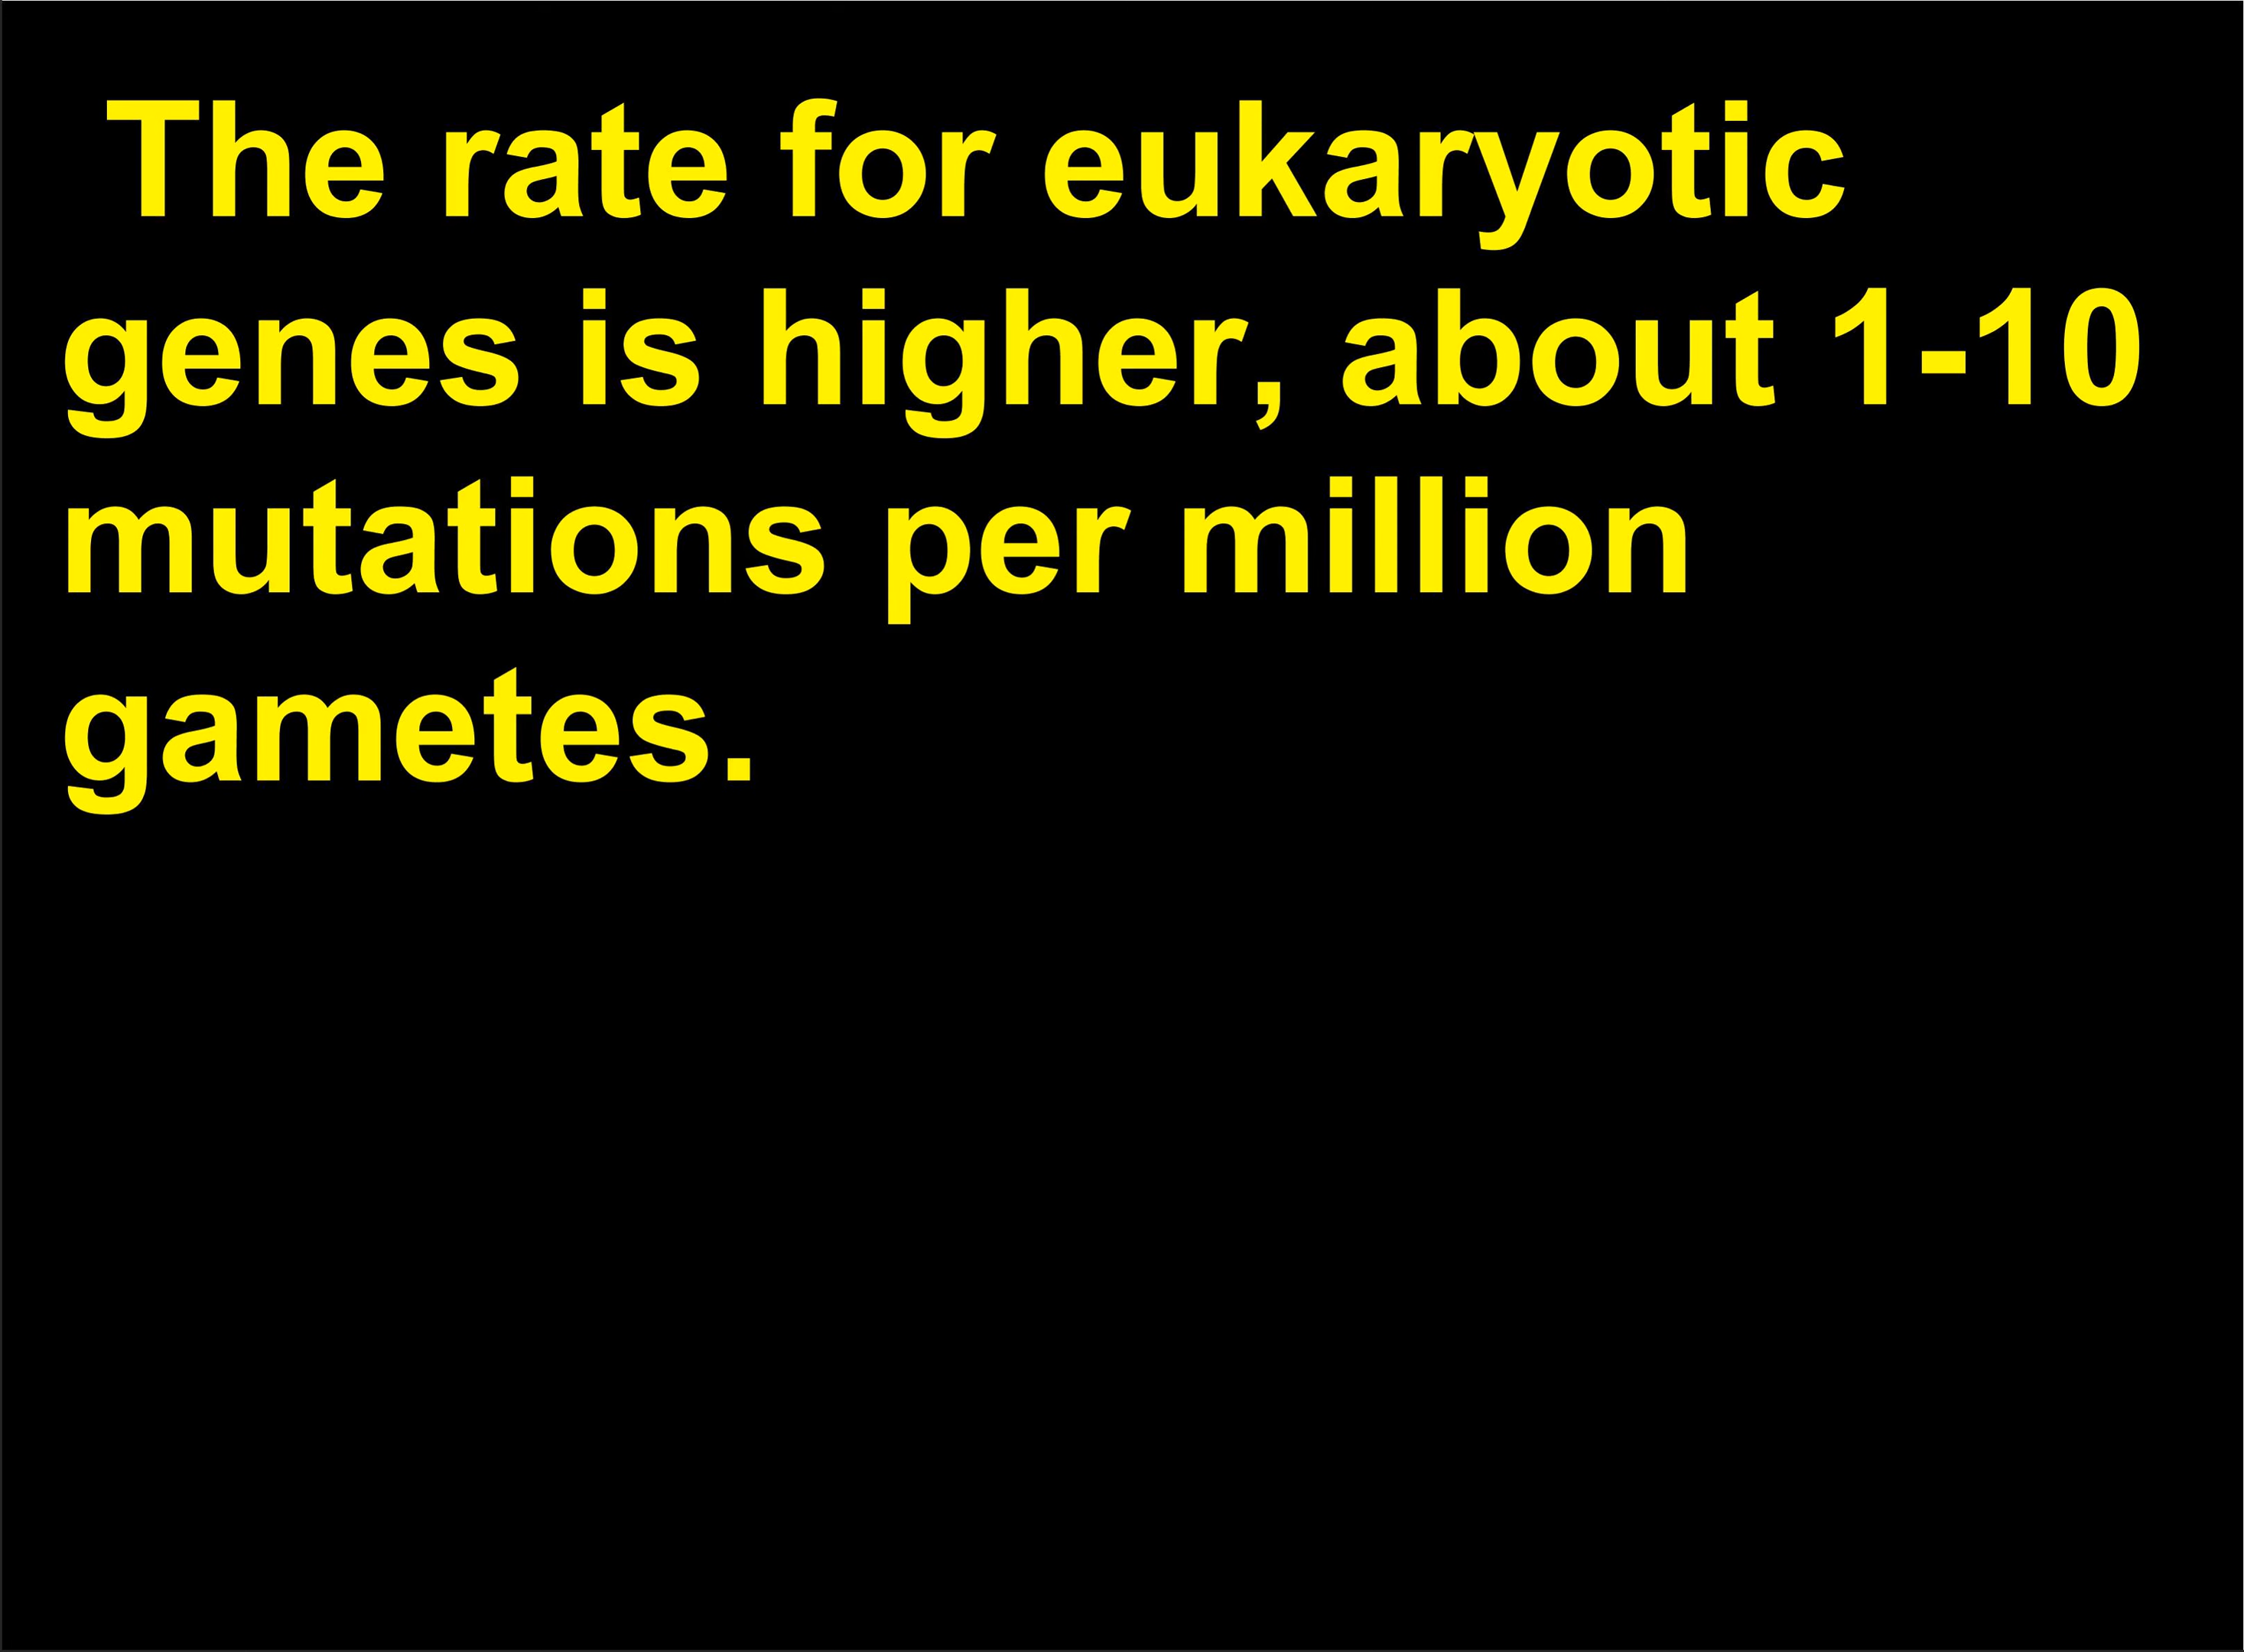 The rate for eukaryotic
genes is higher, about 1-10
mutations per million
gametes.